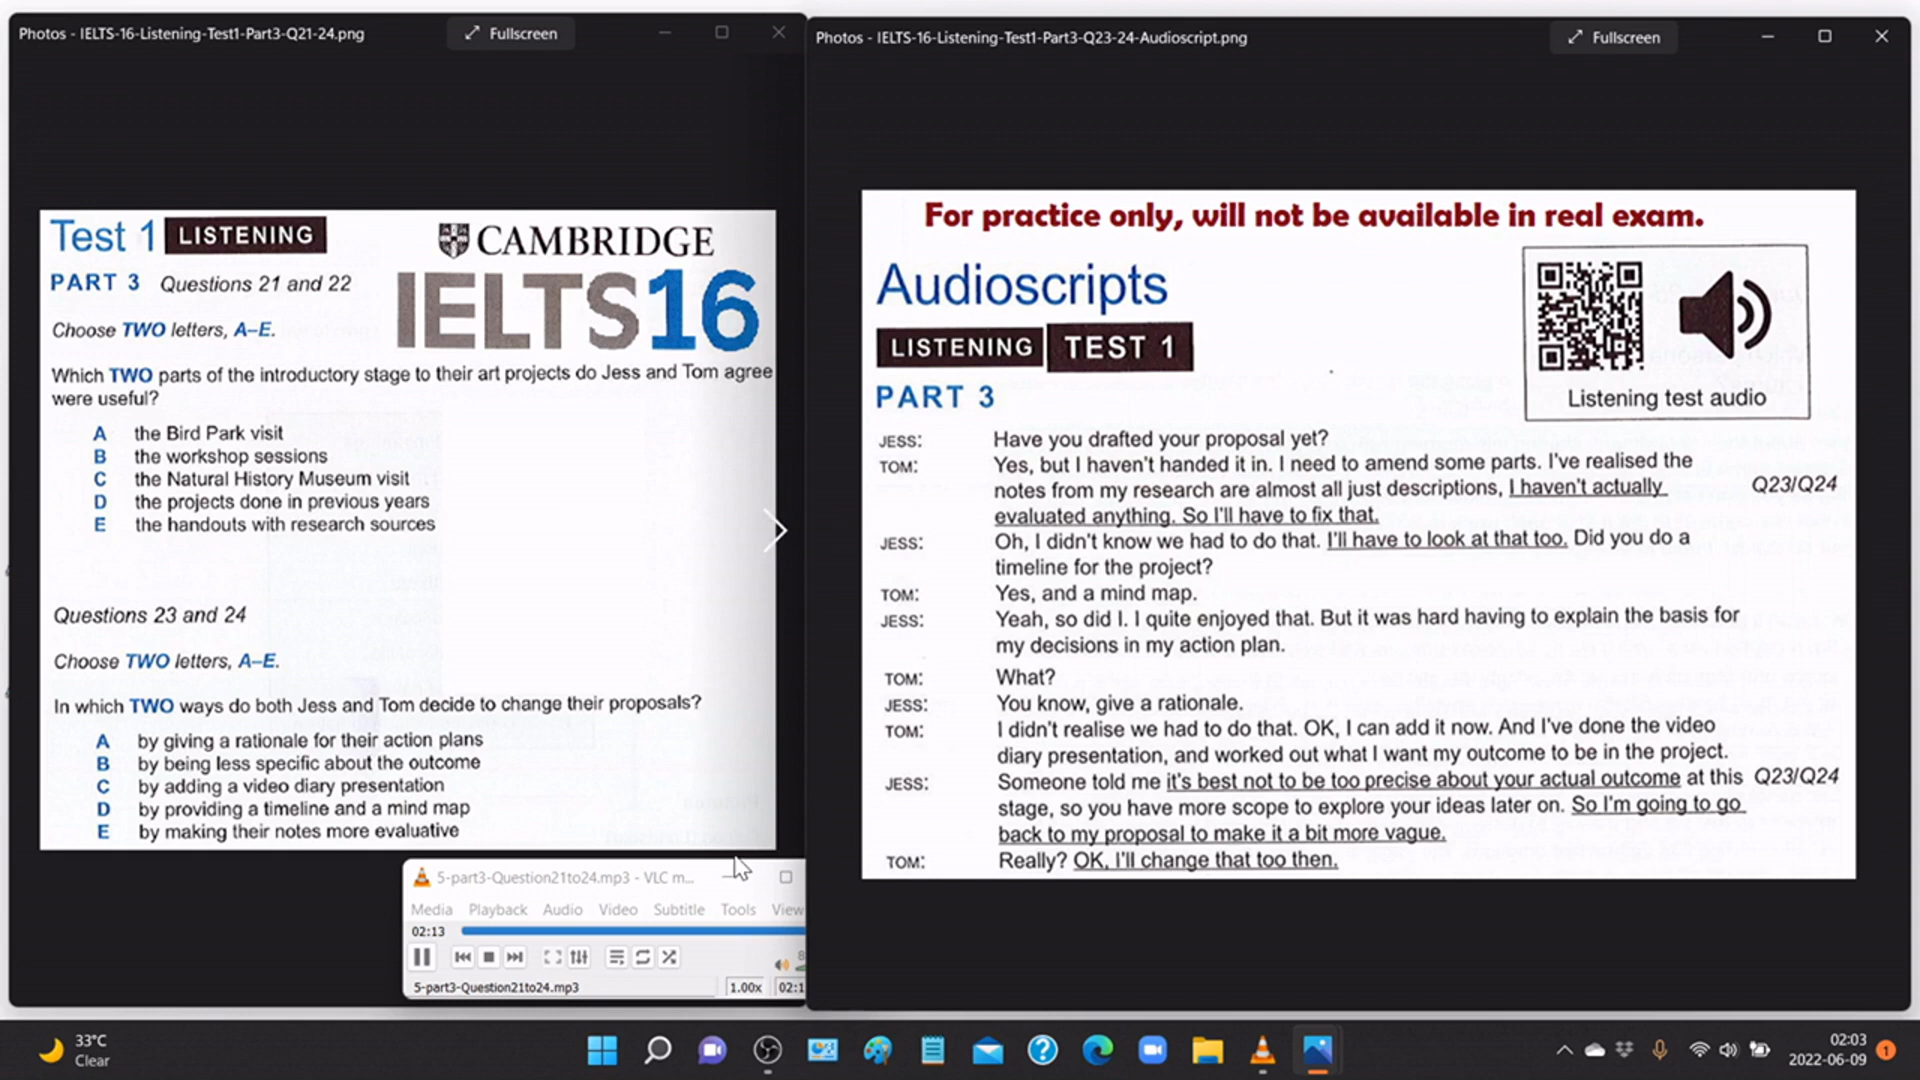 Photos - IELTS-16-Listening-Test1-Part3-Q21-24.png
Fullscreen
Test 1 LISTENING
CAMBRIDGE
IELTS16
PART 3 Questions 21 and 22
Choose TWO letters, A–E.
Which TWO parts of the introductory stage to their art projects do Jess and Tom agree
were useful?
A the Bird Park visit
B the workshop sessions
C the Natural History Museum visit
D the projects done in previous years
E the handouts with research sources
Questions 23 and 24
Choose TWO letters, A–E.
In which TWO ways do both Jess and Tom decide to change their proposals?
A by giving a rationale for their action plans
B by being less specific about the outcome
C by adding a video diary presentation
D by providing a timeline and a mind map
E by making their notes more evaluative
5-part3-Question21to24.mp3 - VLC m...
Media Playback Audio Video Subtitle Tools View
02:13
5-part3-Question21to24.mp3
1.00x
02:1
Photos - IELTS-16-Listening-Test1-Part3-Q23-24-Audioscript.png
Fullscreen
For practice only, will not be available in real exam.
Audioscripts
LISTENING TEST 1
Listening test audio
PART 3
JESS: Have you drafted your proposal yet?
TOM: Yes, but I haven't handed it in. I need to amend some parts. I've realised the
notes from my research are almost all just descriptions, I haven't actually Q23/Q24
evaluated anything. So I'll have to fix that.
JESS: Oh, I didn't know we had to do that. I'll have to look at that too. Did you do a
timeline for the project?
TOM: Yes, and a mind map.
JESS: Yeah, so did I. I quite enjoyed that. But it was hard having to explain the basis for
my decisions in my action plan.
TOM: What?
JESS: You know, give a rationale.
TOM: I didn't realise we had to do that. OK, I can add it now. And I've done the video
diary presentation, and worked out what I want my outcome to be in the project.
JESS: Someone told me it's best not to be too precise about your actual outcome at this Q23/Q24
stage, so you have more scope to explore your ideas later on. So I'm going to go
back to my proposal to make it a bit more vague.
TOM: Really? OK, I'll change that too then.
33°C
Clear
02:03
2022-06-09
1